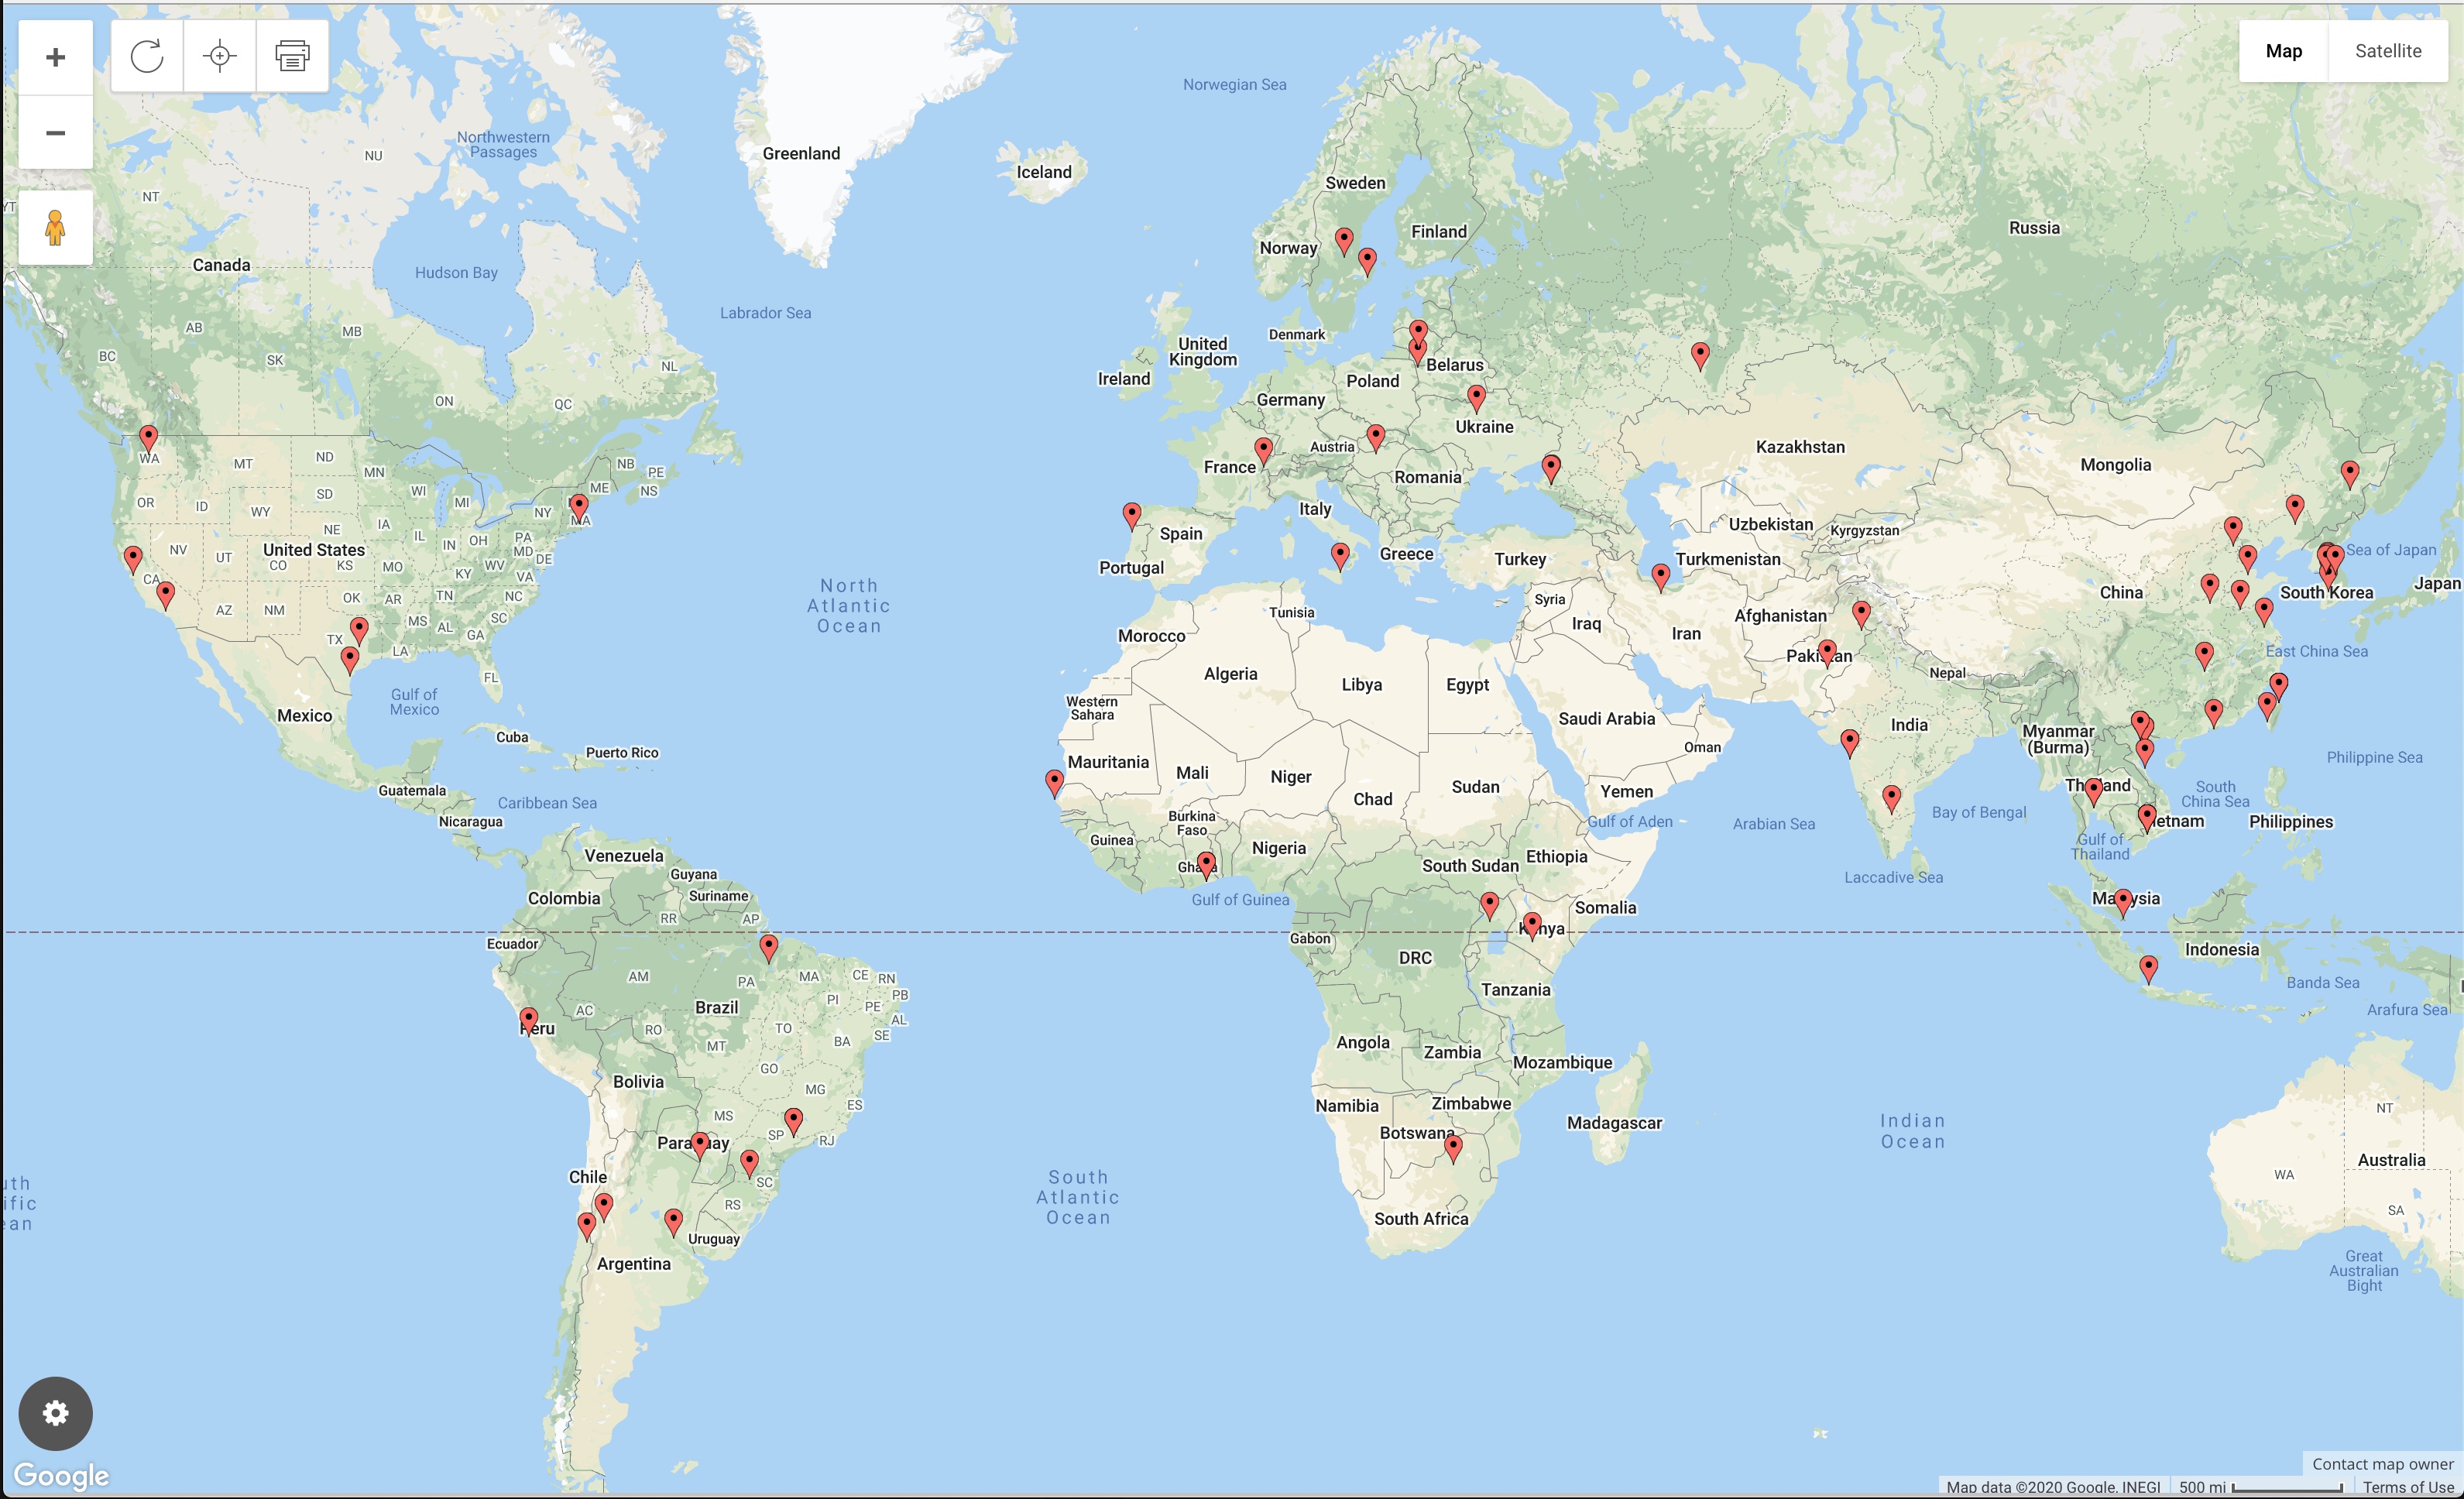 Map
Satellite
Norwegian Sea
Northwestern
Passages
NU
Greenland
Iceland
NT
YT
Sweden
Finland
Norway
Russia
Canada
Hudson Bay
Labrador Sea
AB
MB
BC
SK
NL
Denmark
United
Kingdom
Ireland
Belarus
Poland
ON
QC
Germany
Ukraine
Austria
France
Romania
Kazakhstan
Mongolia
WA
MT
ND
MN
NB
PE
NS
ME
OR
ID
WY
SD
WI
MI
NY
MA
Italy
Spain
Uzbekistan
Kyrgyzstan
NV
UT
United States
CO
NE
KS
IA
IL
IN
OH
PA
MD
DE
WV
VA
MO
KY
CA
Portugal
Greece
Turkey
Turkmenistan
Sea of Japan
Japan
China
South Korea
North
Atlantic
Ocean
AZ
NM
OK
AR
TN
NC
SC
MS
AL
GA
TX
LA
FL
Tunisia
Syria
Morocco
Iraq
Iran
Afghanistan
Pakistan
East China Sea
Algeria
Libya
Egypt
Nepal
Gulf of
Mexico
Mexico
Western
Sahara
Saudi Arabia
India
Myanmar
(Burma)
Cuba
Puerto Rico
Oman
Philippine Sea
Mauritania
Mali
Niger
Chad
Sudan
Yemen
Thailand
South
China Sea
Guatemala
Caribbean Sea
Nicaragua
Burkina
Faso
Guinea
Gulf of Aden
Arabian Sea
Bay of Bengal
Vietnam
Philippines
Gulf of
Thailand
Venezuela
Guyana
Suriname
Colombia
RR
AP
Ghana
Nigeria
South Sudan
Ethiopia
Laccadive Sea
Gulf of Guinea
Somalia
Malaysia
Ecuador
Gabon
Kenya
Indonesia
DRC
AM
PA
MA
CE
RN
PB
PI
PE
AL
SE
AC
Brazil
Tanzania
Banda Sea
Arafura Sea
Peru
RO
TO
BA
MT
GO
Angola
Zambia
Mozambique
Bolivia
MG
ES
MS
Namibia
Zimbabwe
Madagascar
Indian
Ocean
NT
Paraguay
SP
RJ
Botswana
Chile
SC
RS
South
Atlantic
Ocean
WA
Australia
SA
South Africa
Uruguay
Argentina
Great
Australian
Bight
Google
Contact map owner
Map data ©2020 Google, INEGI
500 mi
Terms of Use